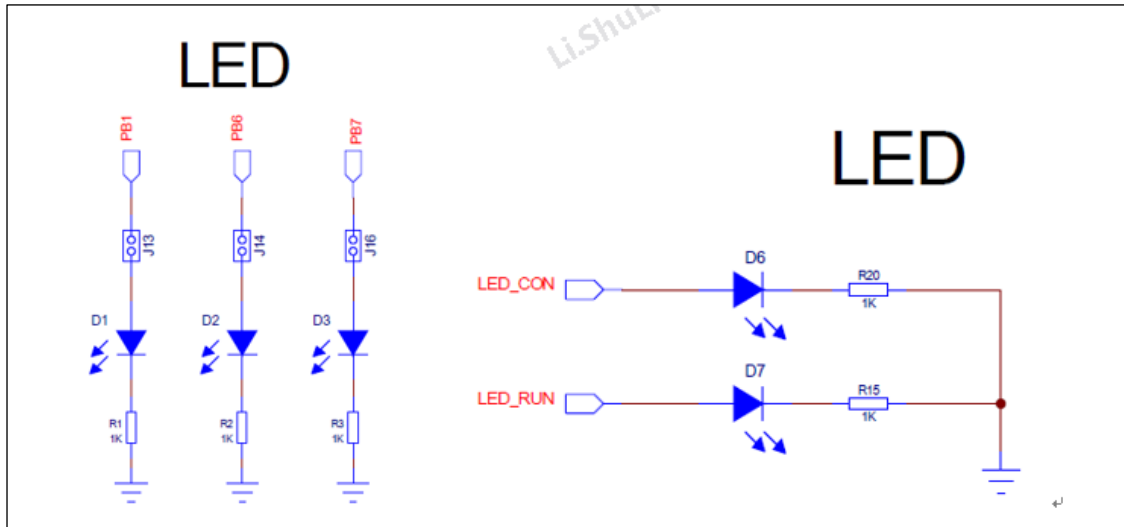 LED
PB1
PB6
PB7
J13
J14
J16
D1
D2
D3
R1
1K
R2
1K
R3
1K
LED
LED_CON
D6
R20
1K
LED_RUN
D7
R15
1K